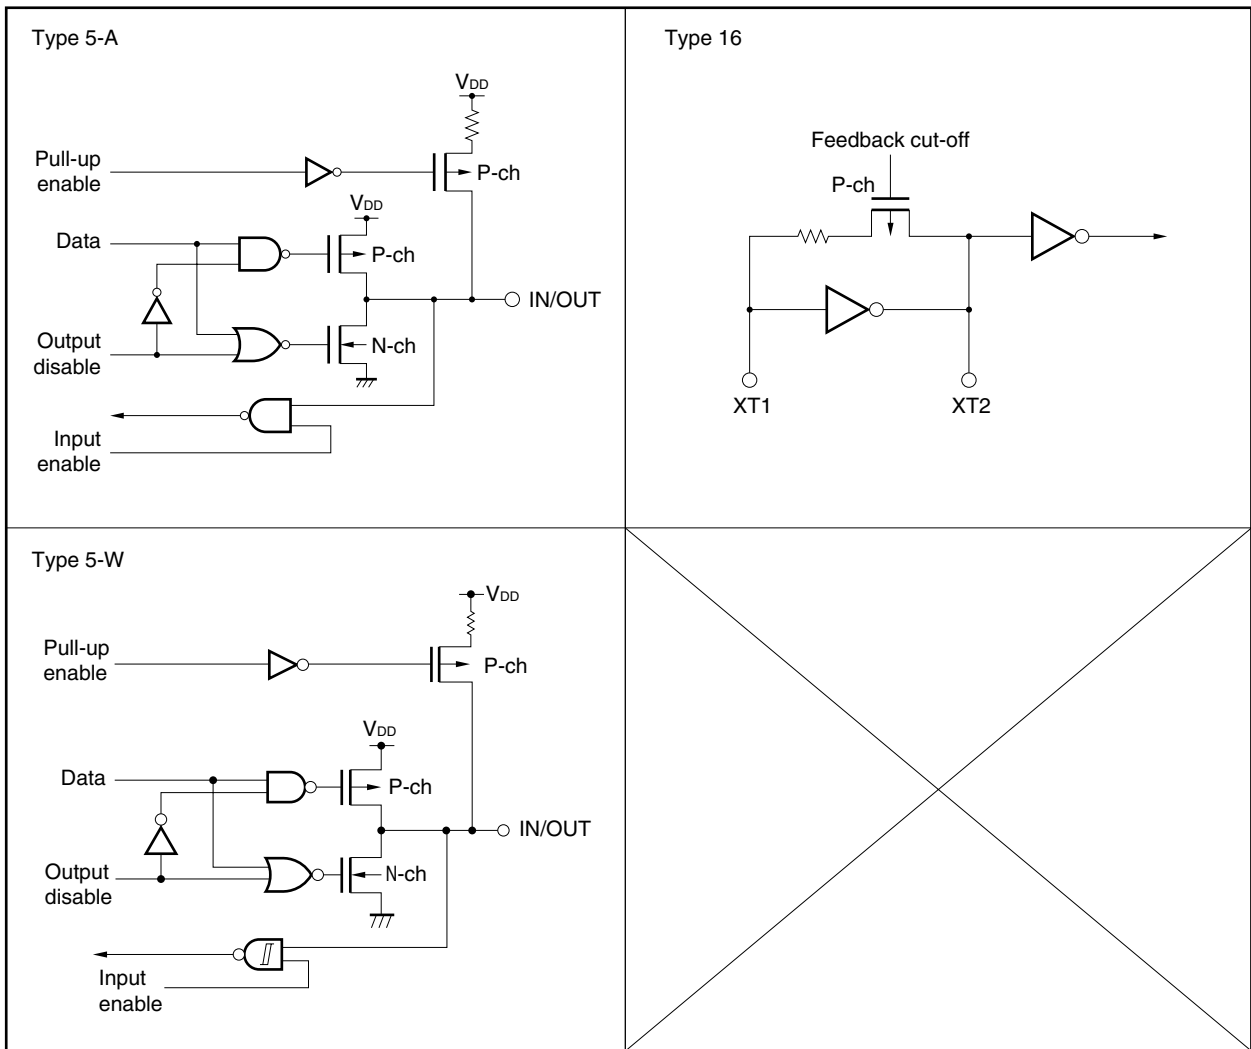 Type 5-A
VDD
Pull-up
enable
P-ch
VDD
Data
P-ch
IN/OUT
Output
disable
N-ch
Input
enable
Type 16
Feedback cut-off
P-ch
XT1
XT2
Type 5-W
VDD
Pull-up
enable
P-ch
VDD
Data
P-ch
IN/OUT
Output
disable
N-ch
Input
enable